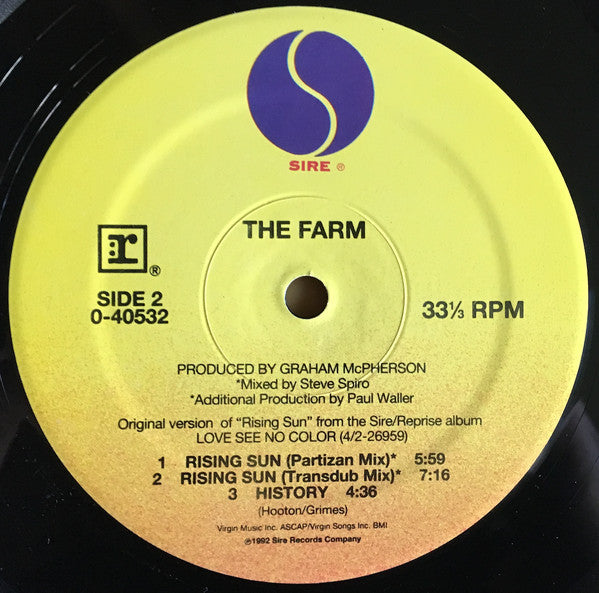 SIRE ®
THE FARM
r ®
SIDE 2
0-40532
33⅓ RPM
PRODUCED BY GRAHAM McPHERSON
*Mixed by Steve Spiro
*Additional Production by Paul Waller
Original version of "Rising Sun" from the Sire/Reprise album
LOVE SEE NO COLOR (4/2-26959)
1 RISING SUN (Partizan Mix)* 5:59
2 RISING SUN (Transdub Mix)* 7:16
3 HISTORY 4:36
(Hooton/Grimes)
Virgin Music Inc. ASCAP/Virgin Songs Inc. BMI
℗1992 Sire Records Company